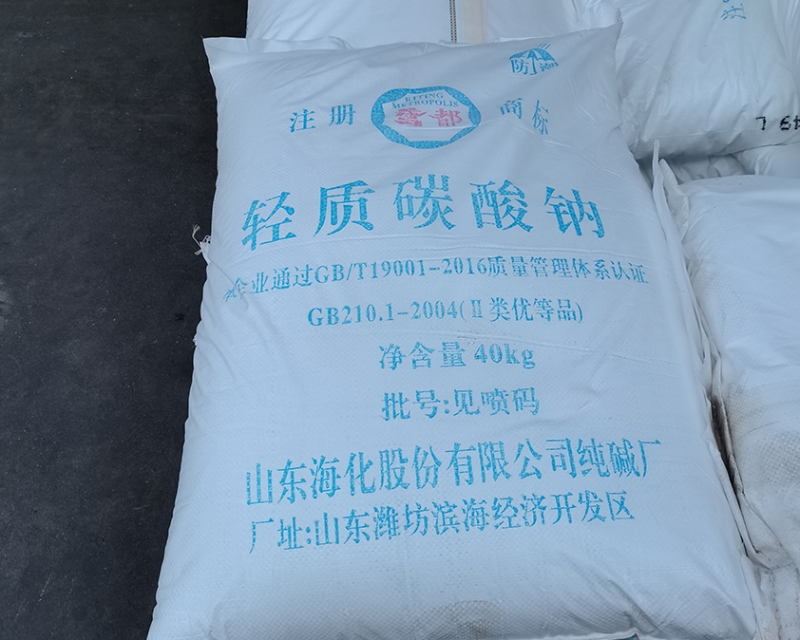 防潮
注册 商标
KITING
METROPOLIS
鸢都
轻质碳酸钠
企业通过GB/T19001-2016质量管理体系认证
GB210.1-2004(Ⅱ类优等品)
净含量40kg
批号:见喷码
山东海化股份有限公司纯碱厂
厂址:山东潍坊滨海经济开发区